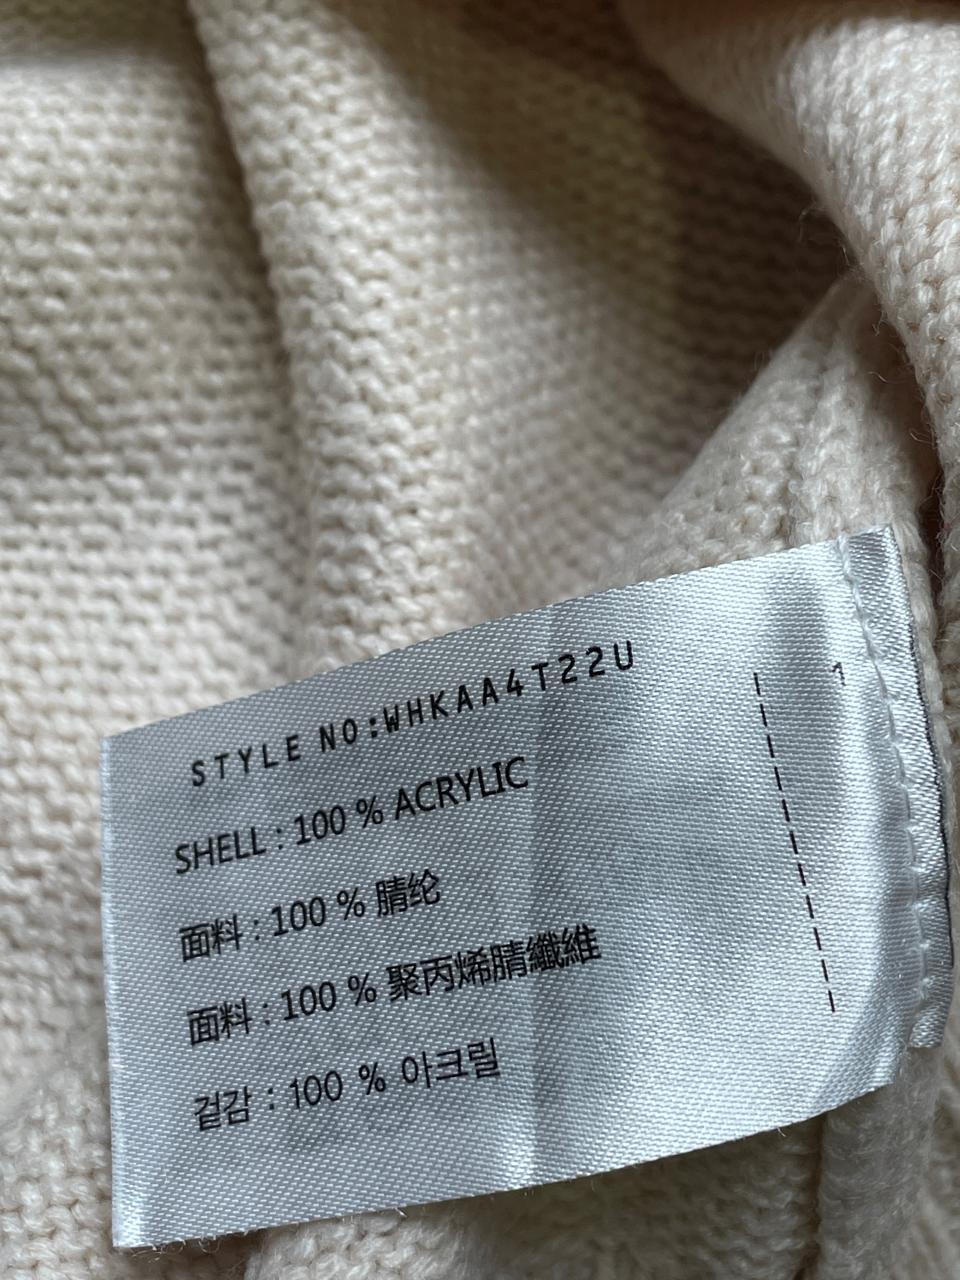 STYLE NO:WHKAA4T22U
SHELL : 100 % ACRYLIC
面料 : 100 % 腈纶
面料 : 100 % 聚丙烯腈纖維
겉감 : 100 % 아크릴
1